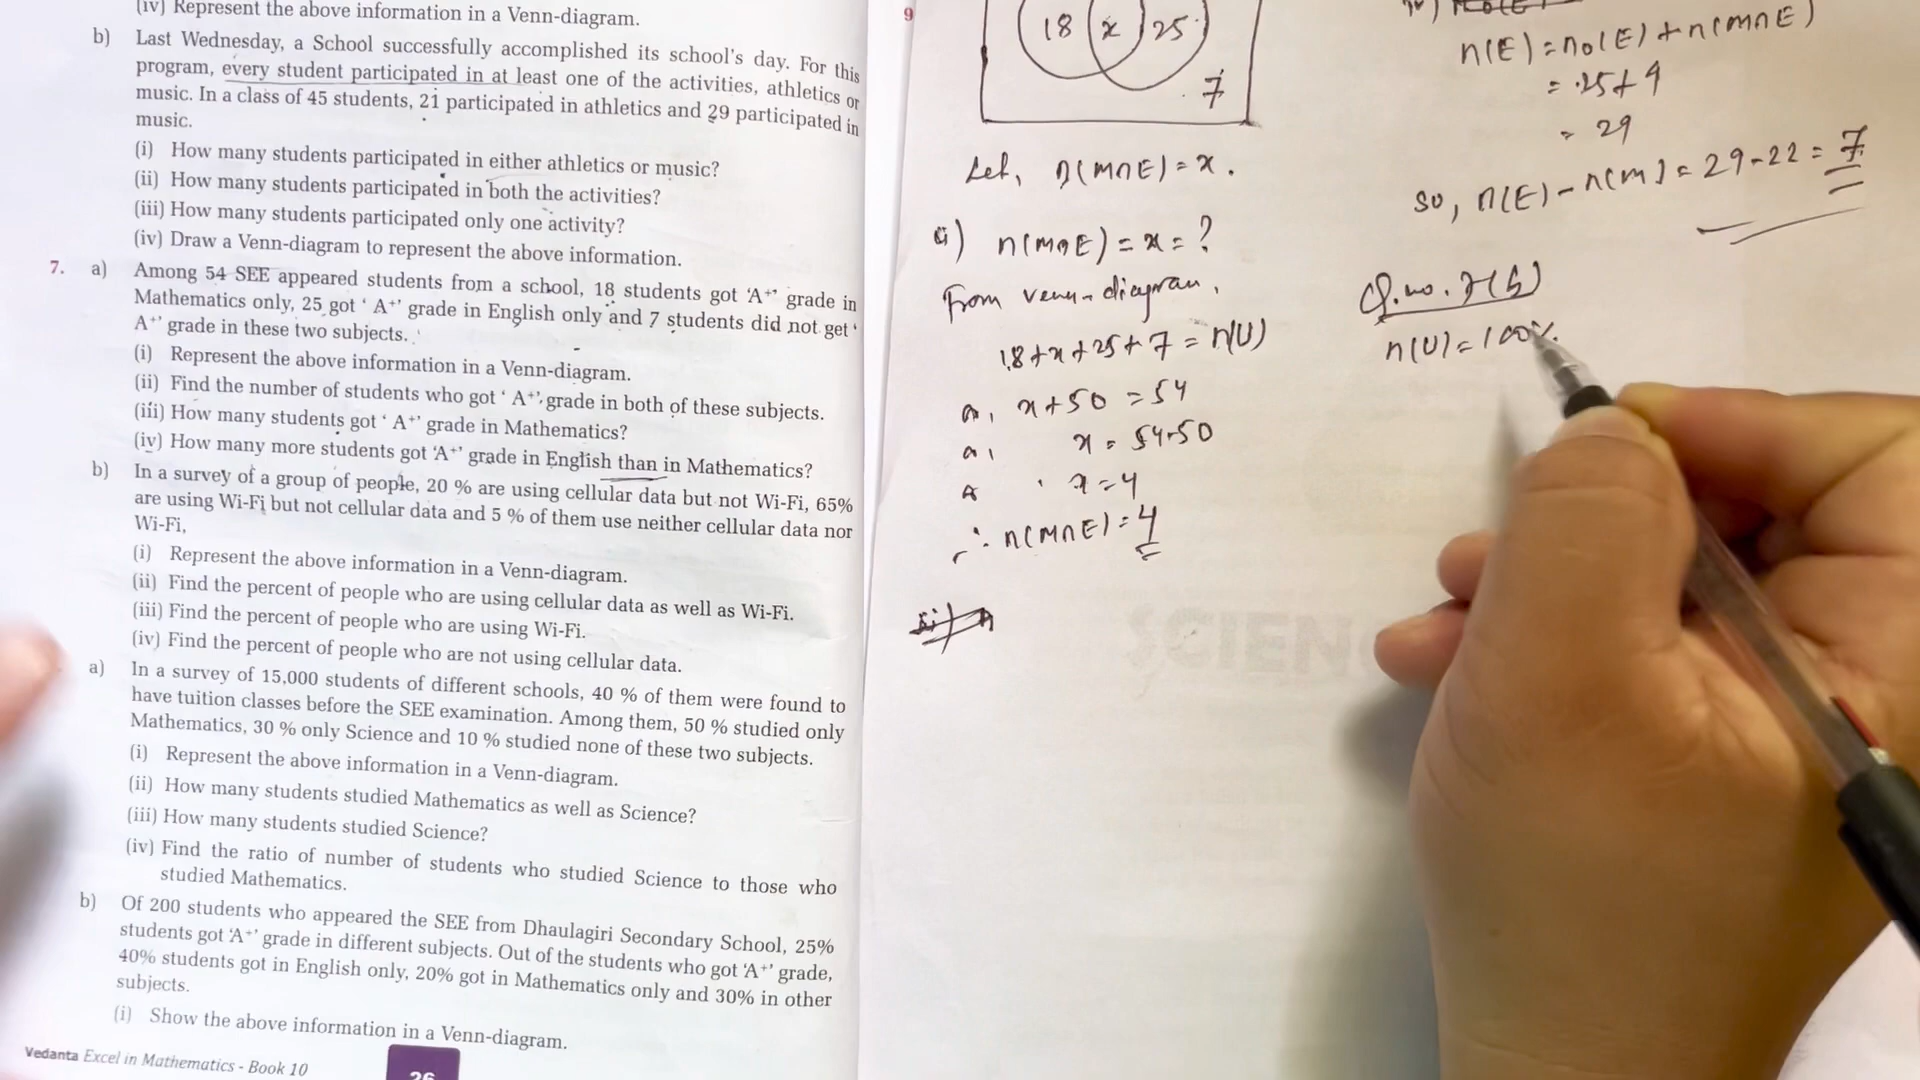 (iv) Represent the above information in a Venn-diagram.
b) Last Wednesday, a School successfully accomplished its school's day. For this
program, every student participated in at least one of the activities, athletics or
music. In a class of 45 students, 21 participated in athletics and 29 participated in
music.
(i) How many students participated in either athletics or music?
(ii) How many students participated in both the activities?
(iii) How many students participated only one activity?
(iv) Draw a Venn-diagram to represent the above information.
7. a) Among 54 SEE appeared students from a school, 18 students got 'A+' grade in
Mathematics only, 25 got ' A+' grade in English only and 7 students did not get '
A+' grade in these two subjects.
(i) Represent the above information in a Venn-diagram.
(ii) Find the number of students who got ' A+' grade in both of these subjects.
(iii) How many students got ' A+' grade in Mathematics?
(iv) How many more students got 'A+' grade in English than in Mathematics?
b) In a survey of a group of people, 20 % are using cellular data but not Wi-Fi, 65%
are using Wi-Fi but not cellular data and 5 % of them use neither cellular data nor
Wi-Fi,
(i) Represent the above information in a Venn-diagram.
(ii) Find the percent of people who are using cellular data as well as Wi-Fi.
(iii) Find the percent of people who are using Wi-Fi.
(iv) Find the percent of people who are not using cellular data.
a) In a survey of 15,000 students of different schools, 40 % of them were found to
have tuition classes before the SEE examination. Among them, 50 % studied only
Mathematics, 30 % only Science and 10 % studied none of these two subjects.
(i) Represent the above information in a Venn-diagram.
(ii) How many students studied Mathematics as well as Science?
(iii) How many students studied Science?
(iv) Find the ratio of number of students who studied Science to those who
studied Mathematics.
b) Of 200 students who appeared the SEE from Dhaulagiri Secondary School, 25%
students got 'A+' grade in different subjects. Out of the students who got 'A+' grade,
40% students got in English only, 20% got in Mathematics only and 30% in other
subjects.
(i) Show the above information in a Venn-diagram.
Vedanta Excel in Mathematics - Book 10
26
9
18 x 25
7
Let, n(M∩E) = x.
n(M∩E) = x = ?
From venn-diagram,
18+x+25+7 = n(U)
x+50 = 54
x = 54-50
x = 4
∴ n(M∩E) = 4
n(E) = no(E) + n(M∩E)
= 25+4
= 29
so, n(E) - n(M) = 29-22 = 7
Q.no. 7(b)
n(U) = 100%.
SCIEN